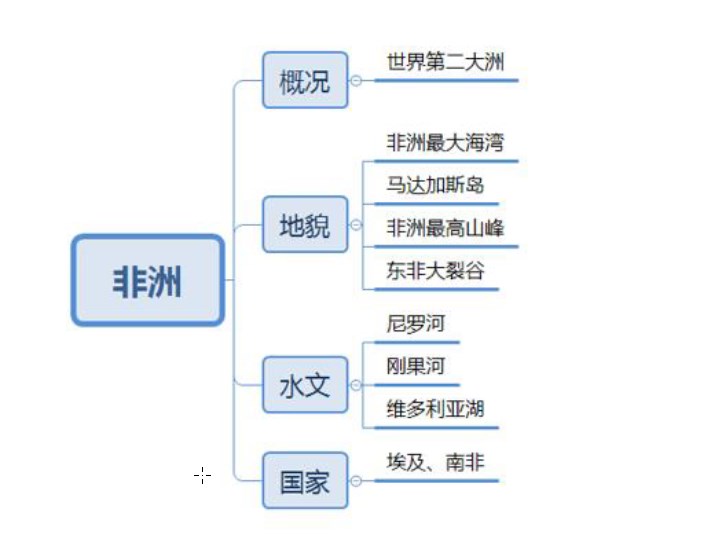 非洲
概况
世界第二大洲
地貌
非洲最大海湾
马达加斯岛
非洲最高山峰
东非大裂谷
水文
尼罗河
刚果河
维多利亚湖
国家
埃及、南非